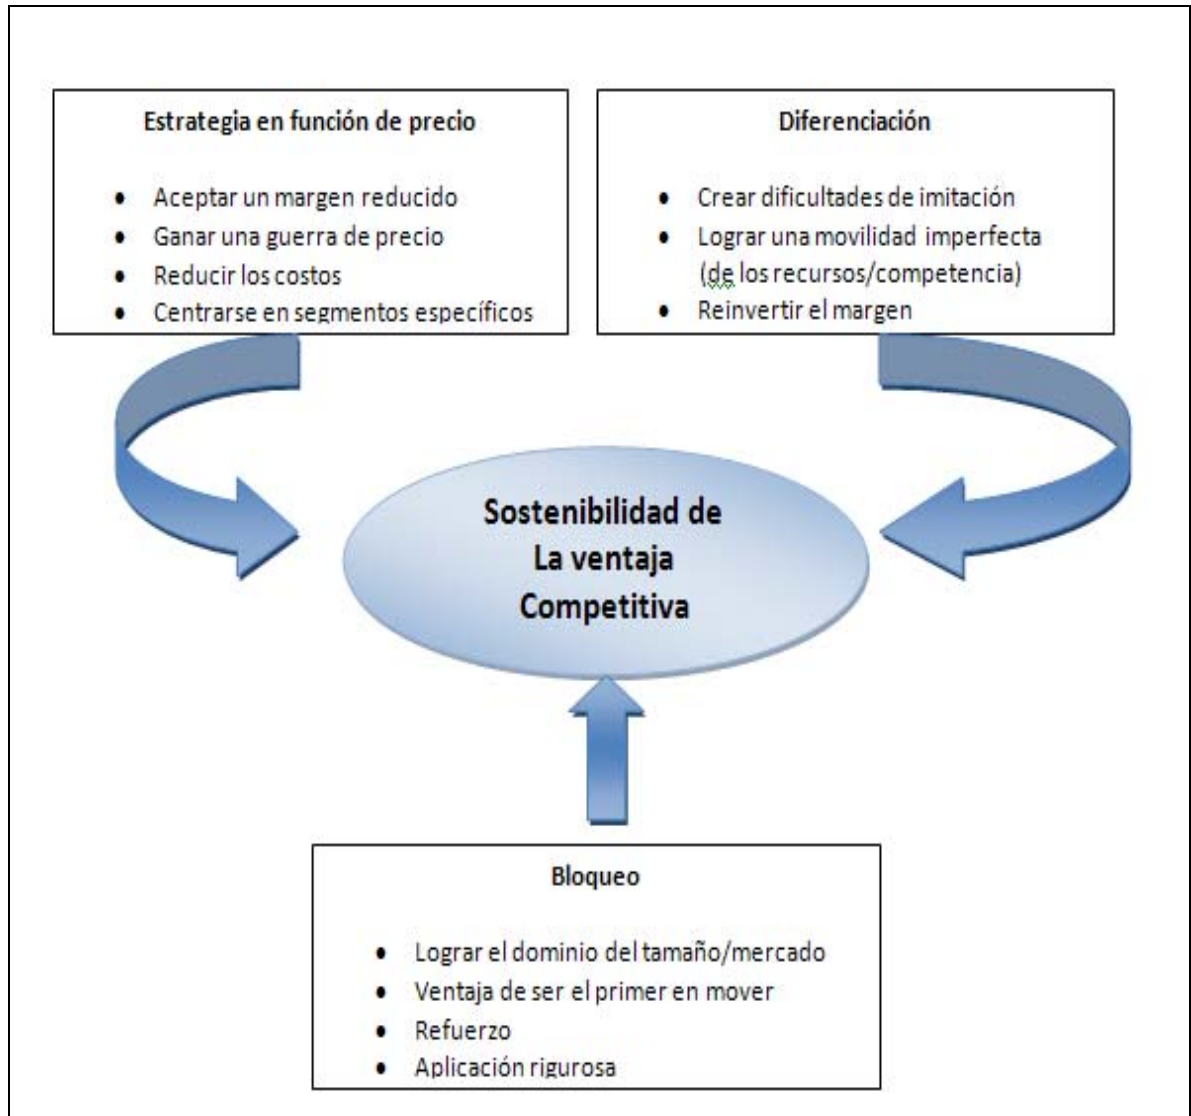 Estrategia en función de precio
• Aceptar un margen reducido
• Ganar una guerra de precio
• Reducir los costos
• Centrarse en segmentos específicos
Diferenciación
• Crear dificultades de imitación
• Lograr una movilidad imperfecta
(de los recursos/competencia)
• Reinvertir el margen
Sostenibilidad de
La ventaja
Competitiva
Bloqueo
• Lograr el dominio del tamaño/mercado
• Ventaja de ser el primer en mover
• Refuerzo
• Aplicación rigurosa